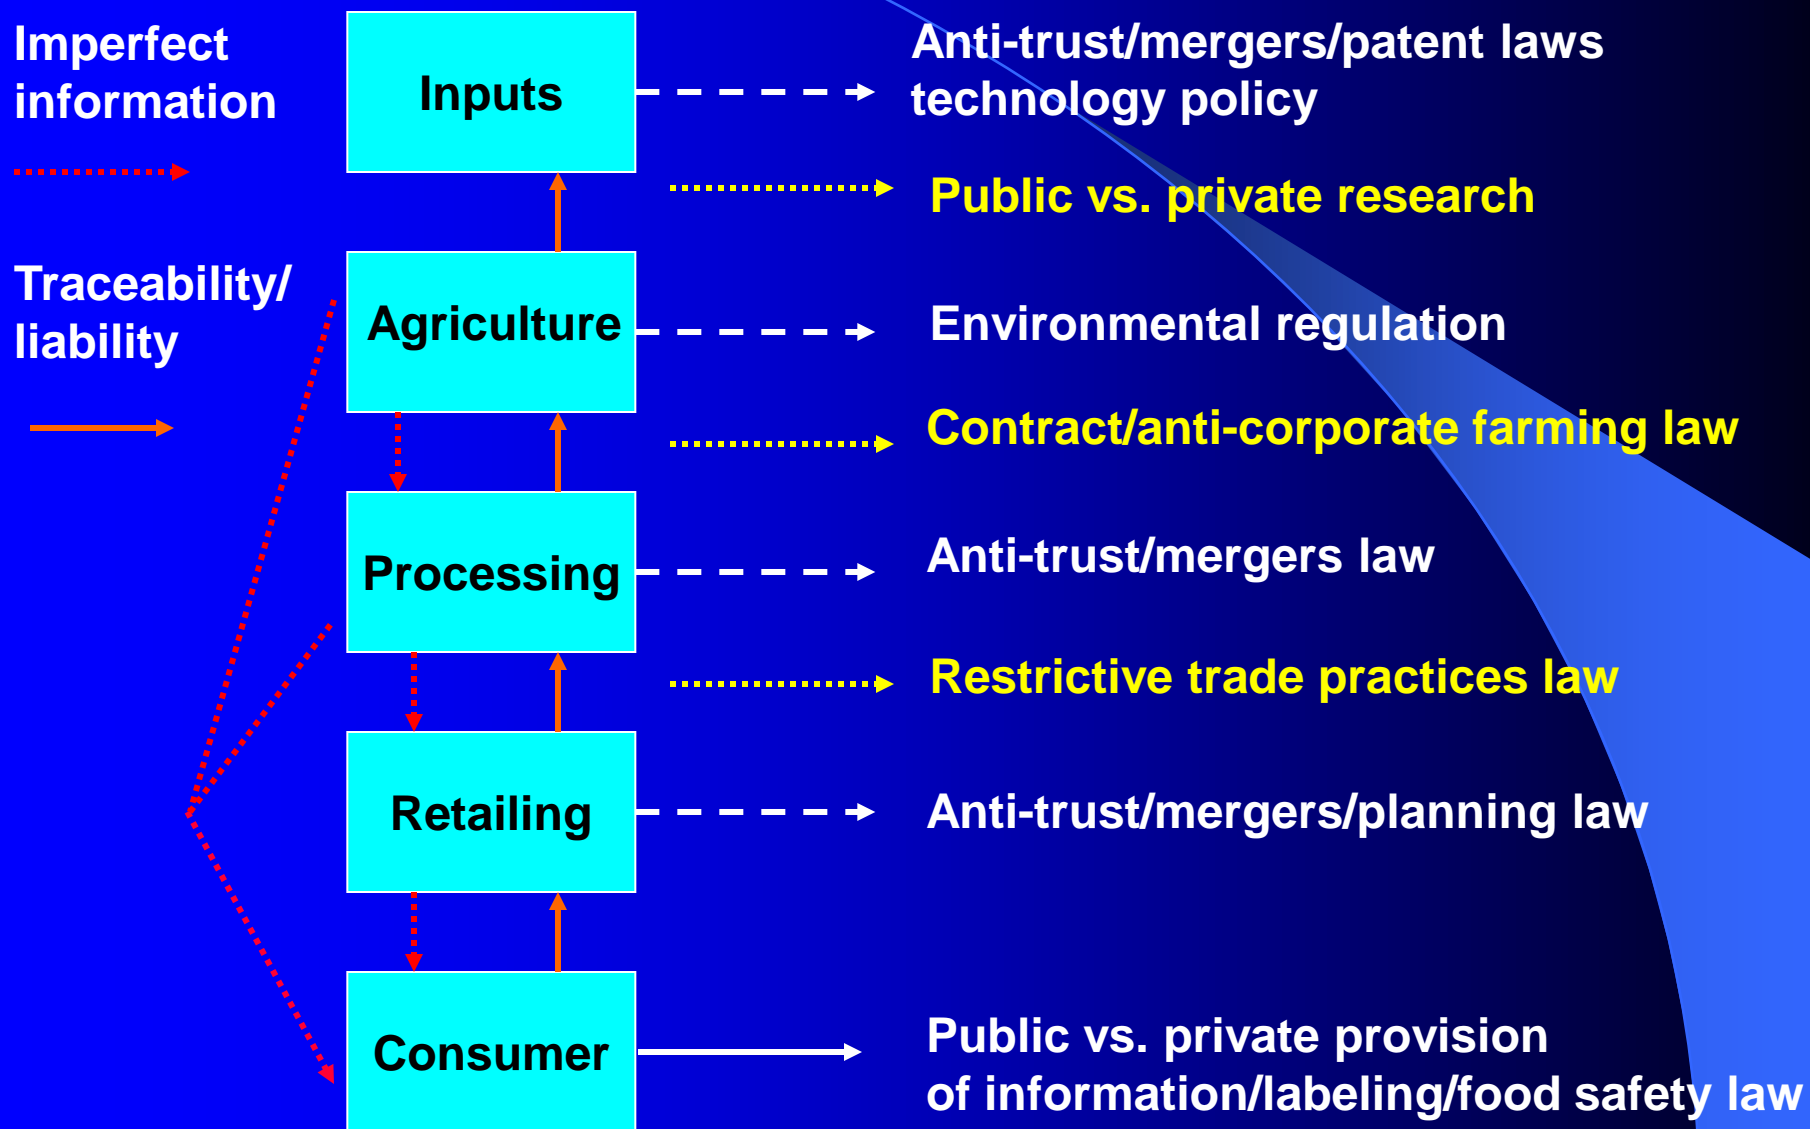 Imperfect
information
Inputs
Anti-trust/mergers/patent laws
technology policy
Public vs. private research
Traceability/
liability
Agriculture
Environmental regulation
Contract/anti-corporate farming law
Processing
Anti-trust/mergers law
Restrictive trade practices law
Retailing
Anti-trust/mergers/planning law
Consumer
Public vs. private provision
of information/labeling/food safety law